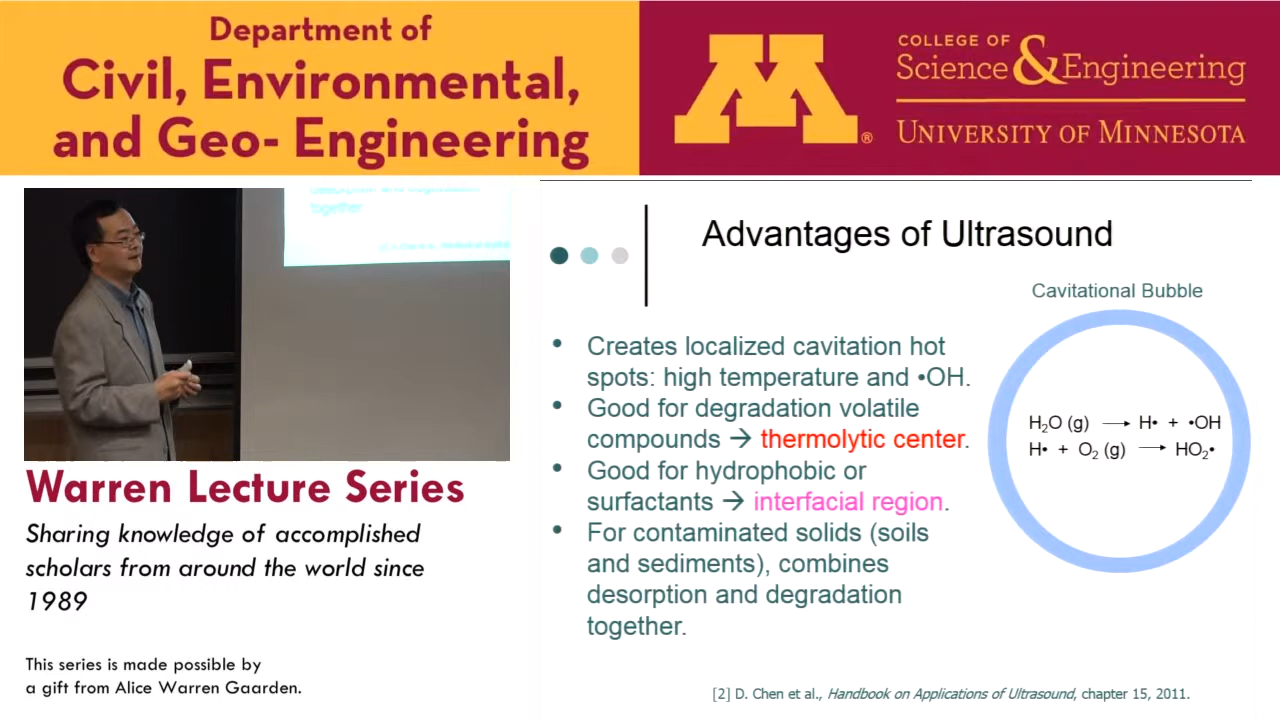 Department of
Civil, Environmental,
and Geo- Engineering
M®
COLLEGE OF
Science & Engineering
UNIVERSITY OF MINNESOTA
together
Warren Lecture Series
Sharing knowledge of accomplished
scholars from around the world since
1989
This series is made possible by
a gift from Alice Warren Gaarden.
Advantages of Ultrasound
Cavitational Bubble
• Creates localized cavitation hot
spots: high temperature and •OH.
• Good for degradation volatile
compounds → thermolytic center.
• Good for hydrophobic or
surfactants → interfacial region.
• For contaminated solids (soils
and sediments), combines
desorption and degradation
together.
H₂O (g) → H• + •OH
H• + O₂ (g) → HO₂•
[2] D. Chen et al., Handbook on Applications of Ultrasound, chapter 15, 2011.